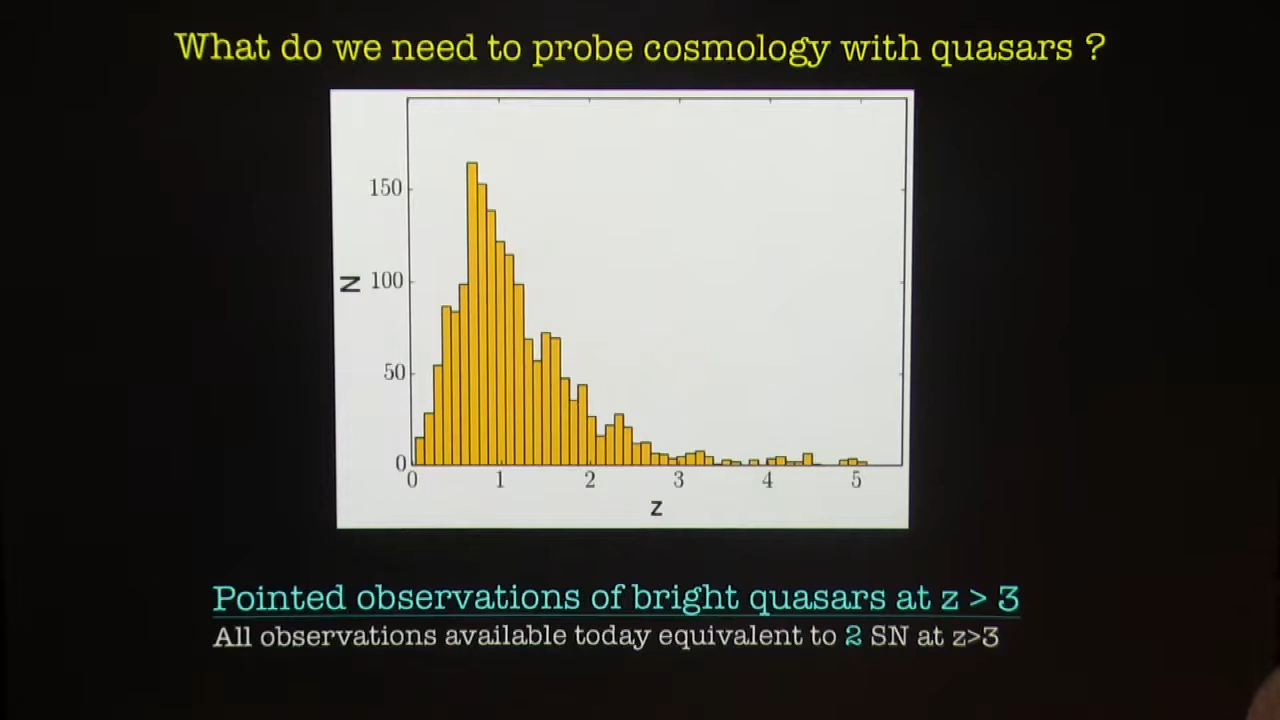 What do we need to probe cosmology with quasars ?
150
N
100
50
0
0 1 2 3 4 5
z
Pointed observations of bright quasars at z > 3
All observations available today equivalent to 2 SN at z>3